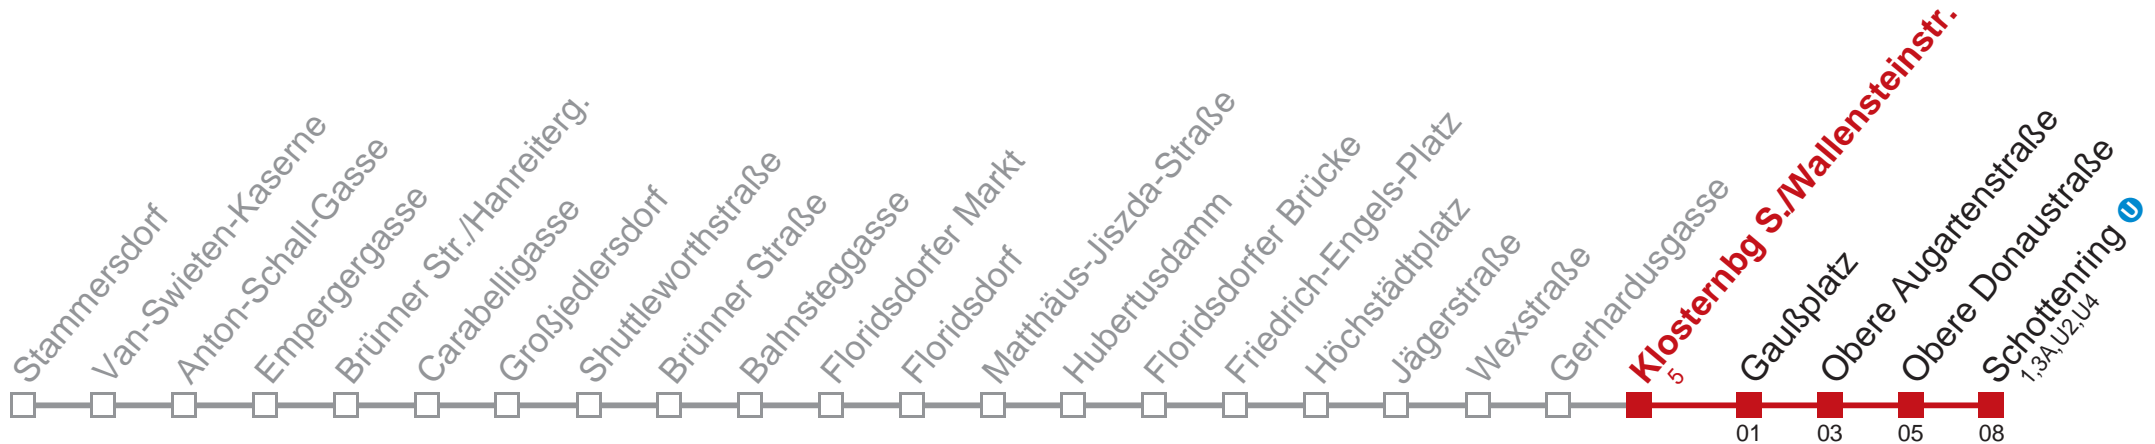 Stammersdorf
Van-Swieten-Kaserne
Anton-Schall-Gasse
Empergergasse
Brünner Str./Hanreiterg.
Carabelligasse
Großjedlersdorf
Shuttleworthstraße
Brünner Straße
Bahnsteggasse
Floridsdorfer Markt
Floridsdorf
Matthäus-Jiszda-Straße
Hubertusdamm
Floridsdorfer Brücke
Friedrich-Engels-Platz
Höchstädtplatz
Jägerstraße
Wexstraße
Gerhardusgasse
Klosternbg S./Wallensteinstr.
5
Gaußplatz
Obere Augartenstraße
Obere Donaustraße
Schottenring U
1,3A,U2,U4
01 03 05 08